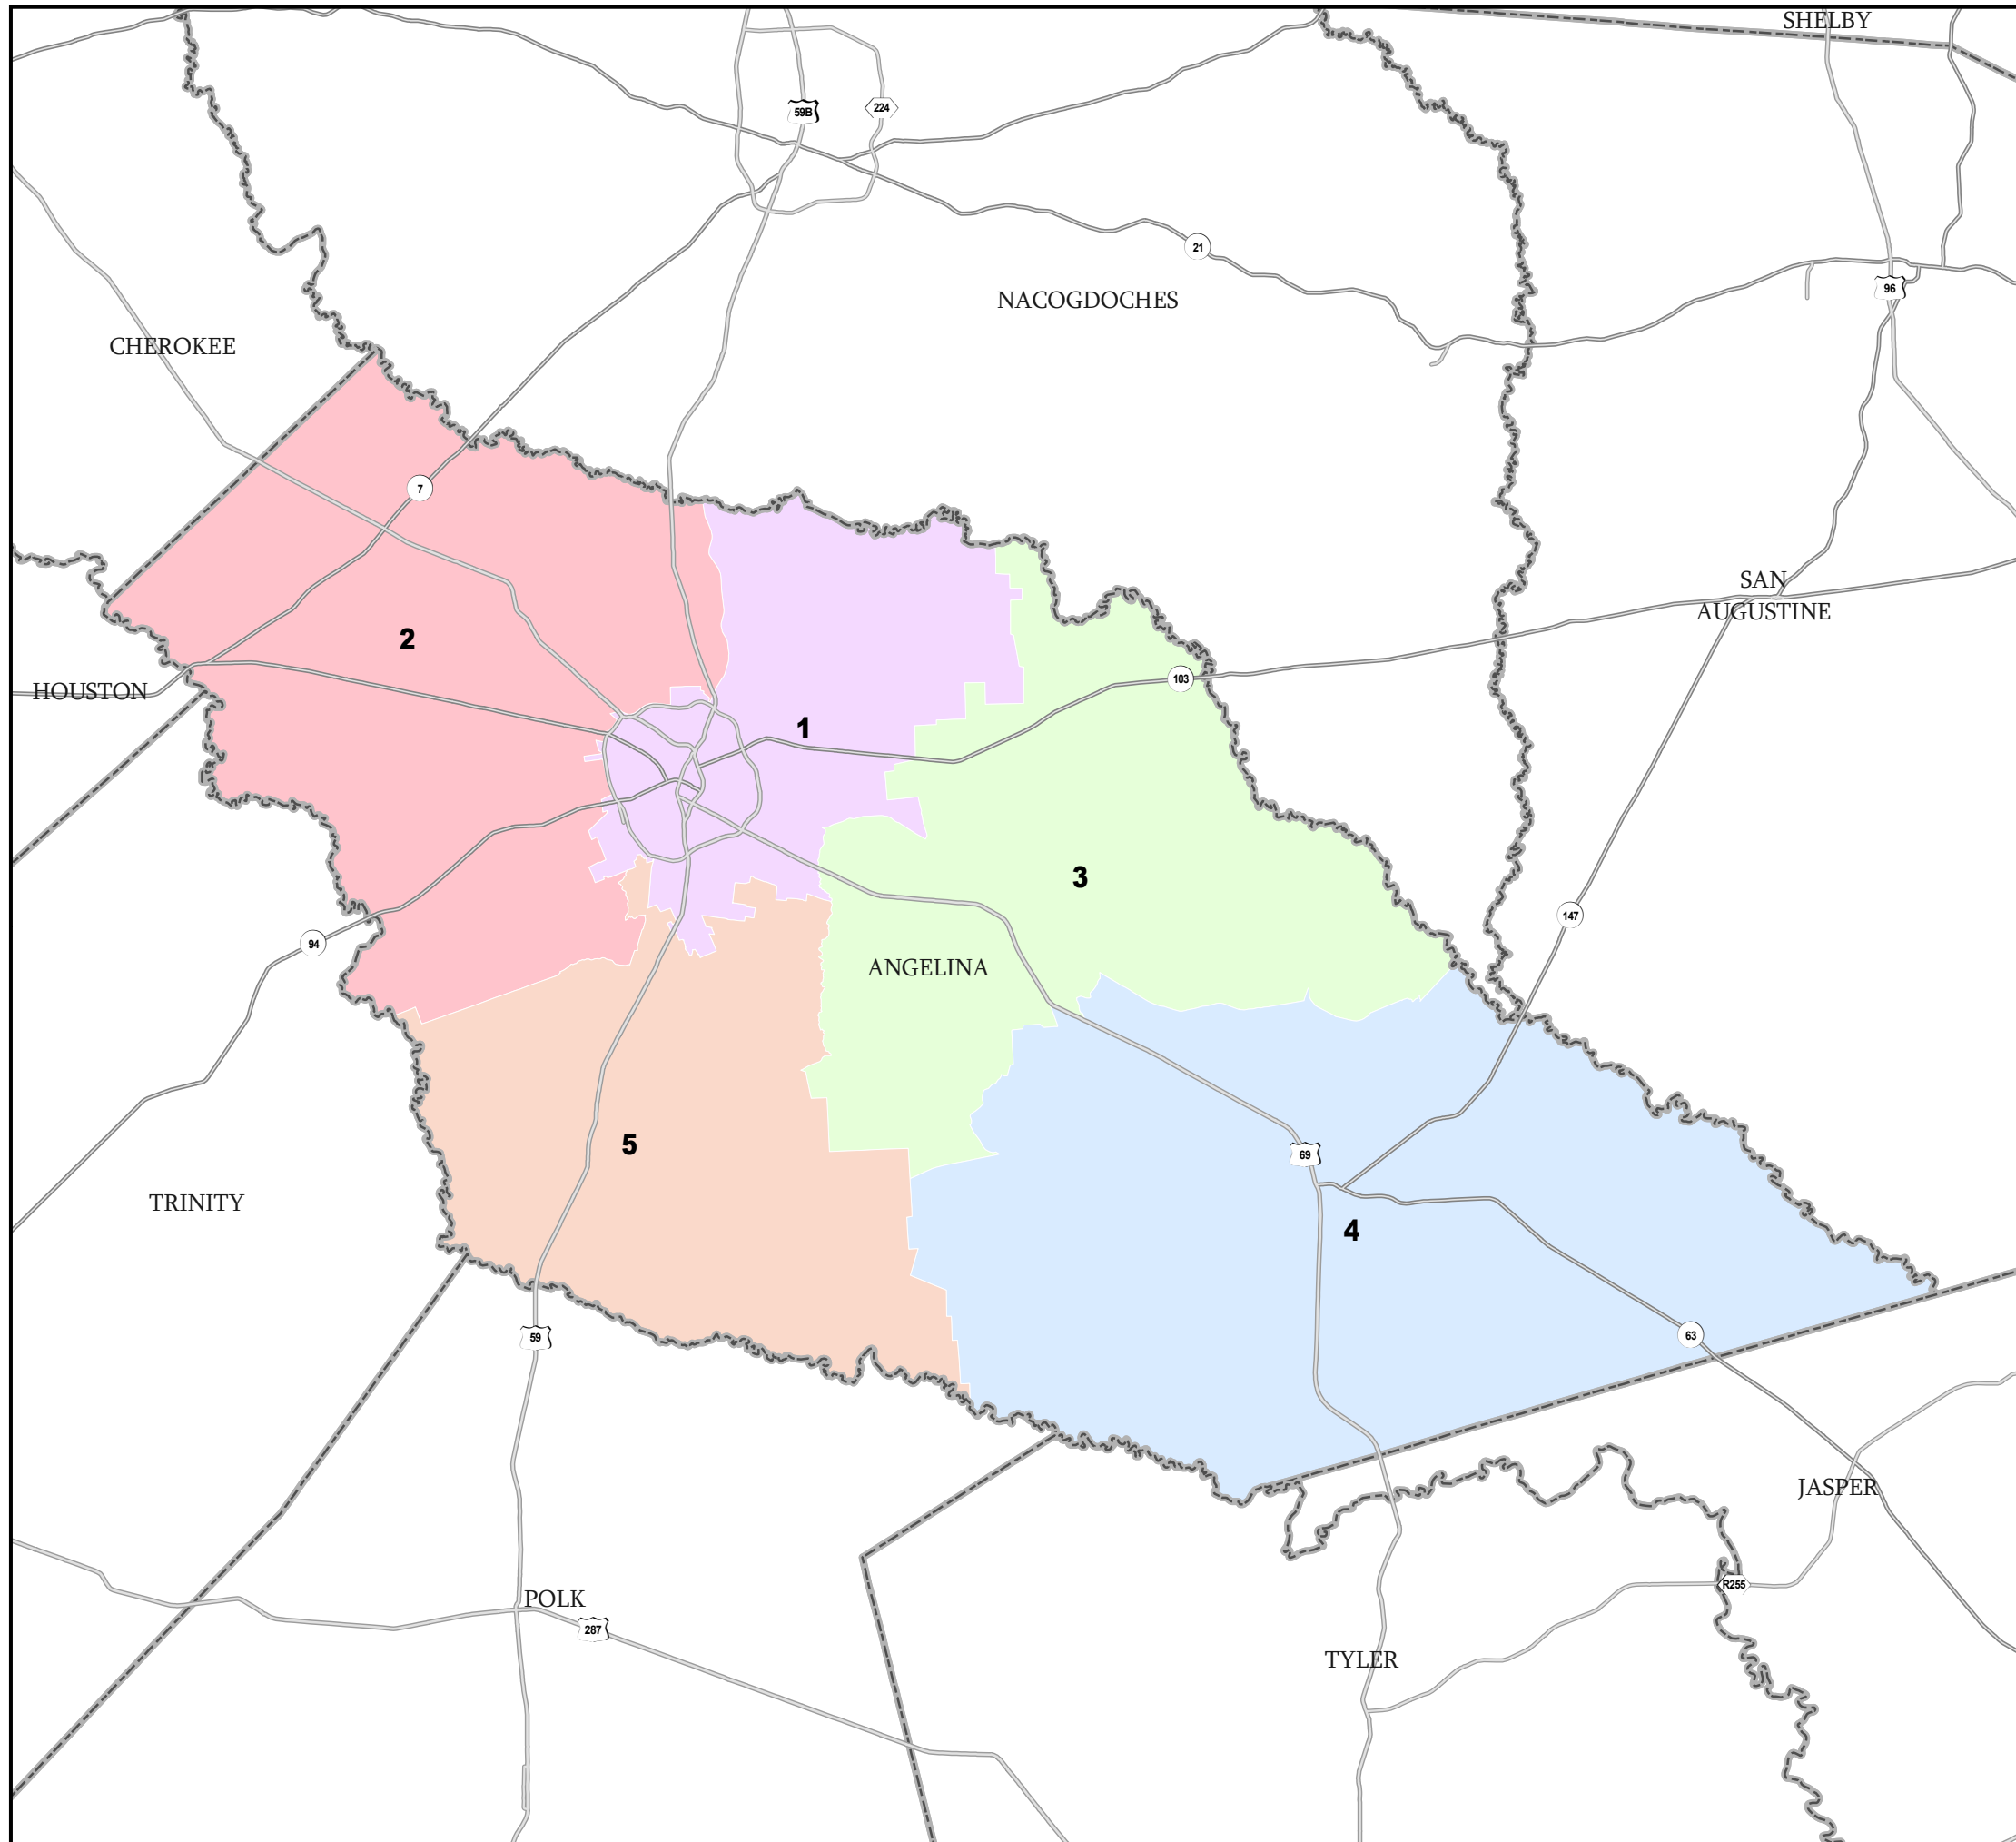 SHELBY
59B
224
21
NACOGDOCHES
96
CHEROKEE
7
SAN
AUGUSTINE
2
103
HOUSTON
1
3
147
94
ANGELINA
5
69
TRINITY
4
59
63
JASPER
R255
POLK
287
TYLER